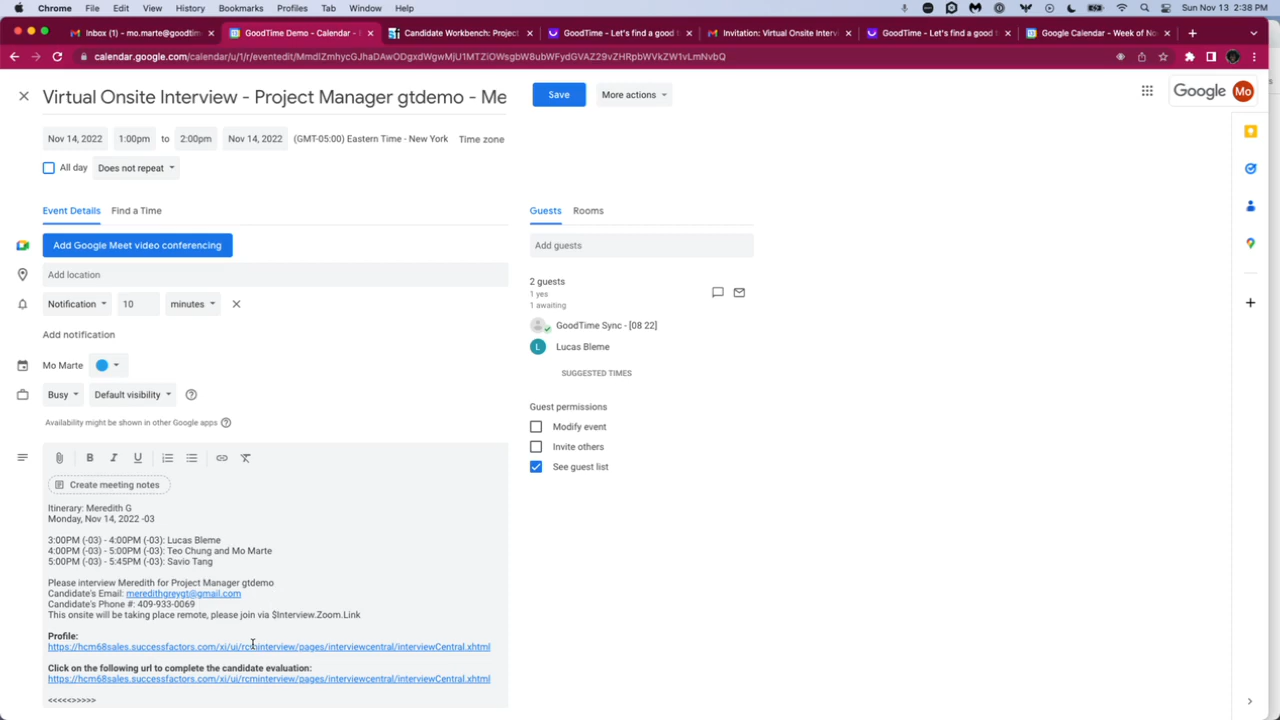 Chrome File Edit View History Bookmarks Profiles Tab Window Help Sun Nov 13 2:38 PM
Inbox (1) – mo.marte@goodtim GoodTime Demo - Calendar - Candidate Workbench: Project GoodTime - Let's find a good Invitation: Virtual Onsite Interv GoodTime - Let's find a good Google Calendar - Week of No
calendar.google.com/calendar/u/1/r/eventedit/MmdlZmhycGJhaDAwODgxdWgwMjU1MTZiOWsgbW8ubWFydGVAZ29vZHRpbWVkZW1vLmNvbQ
Virtual Onsite Interview - Project Manager gtdemo - Me
Save
More actions
Google
Mo
Nov 14, 2022 1:00pm to 2:00pm Nov 14, 2022 (GMT-05:00) Eastern Time - New York Time zone
All day Does not repeat
Event Details Find a Time
Guests Rooms
Add Google Meet video conferencing
Add guests
Add location
2 guests
1 yes
1 awaiting
Notification 10 minutes
GoodTime Sync - [08 22]
Add notification
L Lucas Bleme
Mo Marte
SUGGESTED TIMES
Busy Default visibility
Guest permissions
Availability might be shown in other Google apps
Modify event
Invite others
See guest list
B I U
Create meeting notes
Itinerary: Meredith G
Monday, Nov 14, 2022 -03
3:00PM (-03) - 4:00PM (-03): Lucas Bleme
4:00PM (-03) - 5:00PM (-03): Teo Chung and Mo Marte
5:00PM (-03) - 5:45PM (-03): Savio Tang
Please interview Meredith for Project Manager gtdemo
Candidate's Email: meredithgreygt@gmail.com
Candidate's Phone #: 409-933-0069
This onsite will be taking place remote, please join via $Interview.Zoom.Link
Profile:
https://hcm68sales.successfactors.com/xi/ui/rcminterview/pages/interviewcentral/interviewCentral.xhtml
Click on the following url to complete the candidate evaluation:
https://hcm68sales.successfactors.com/xi/ui/rcminterview/pages/interviewcentral/interviewCentral.xhtml
<<<<<>>>>>